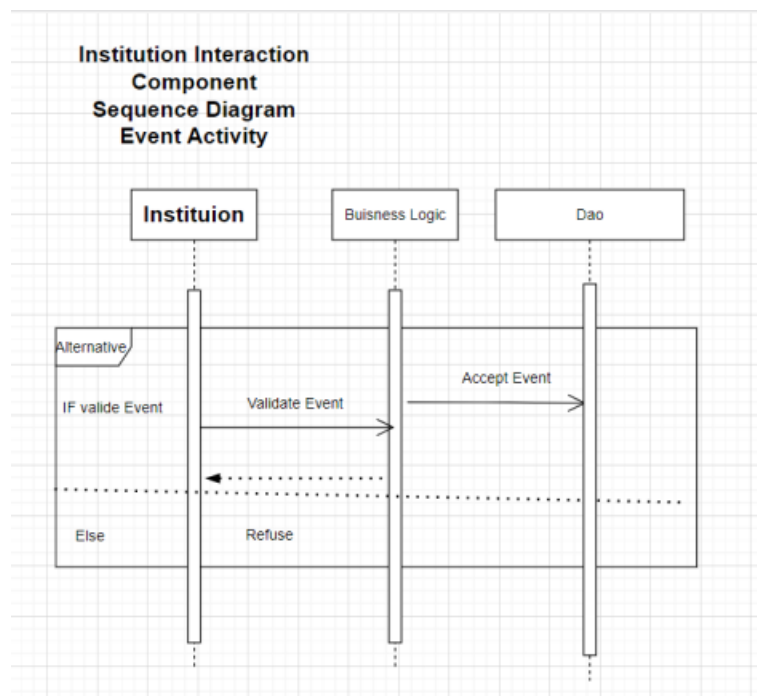 Institution Interaction
Component
Sequence Diagram
Event Activity
Instituion
Buisness Logic
Dao
Alternative
Accept Event
IF valide Event
Validate Event
Else
Refuse